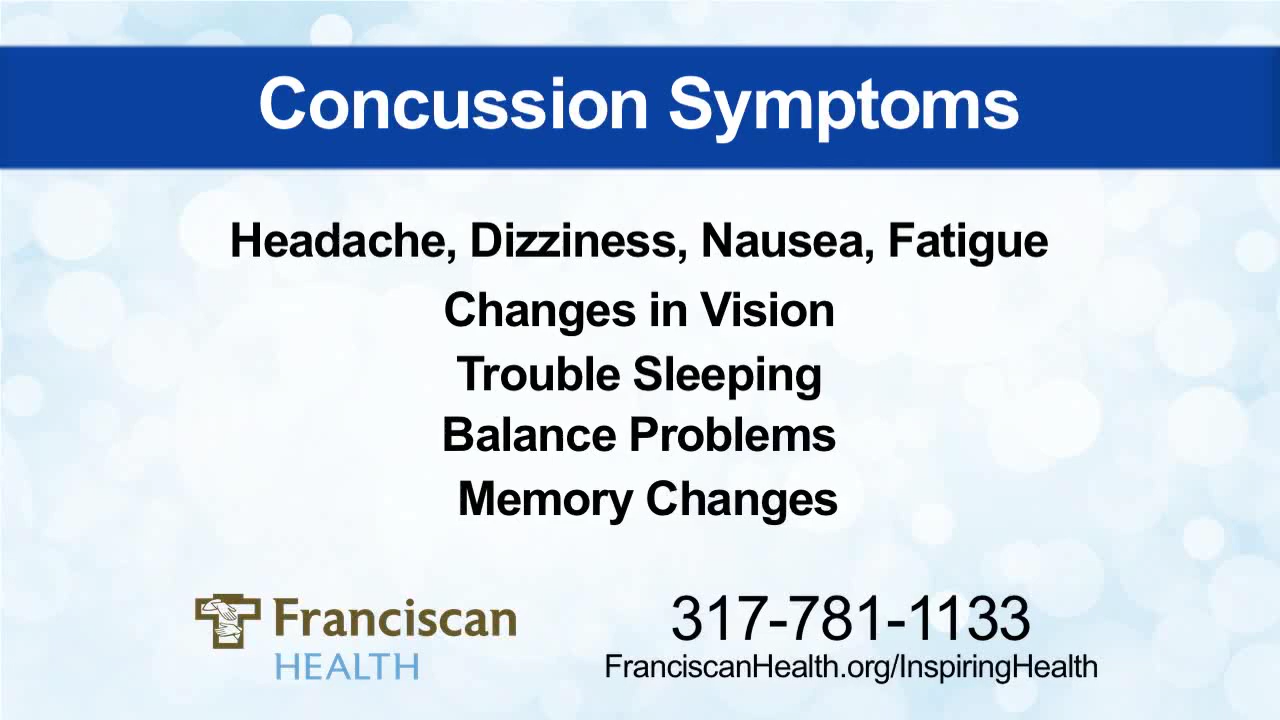 Concussion Symptoms
Headache, Dizziness, Nausea, Fatigue
Changes in Vision
Trouble Sleeping
Balance Problems
Memory Changes
Franciscan
HEALTH
317-781-1133
FranciscanHealth.org/InspiringHealth